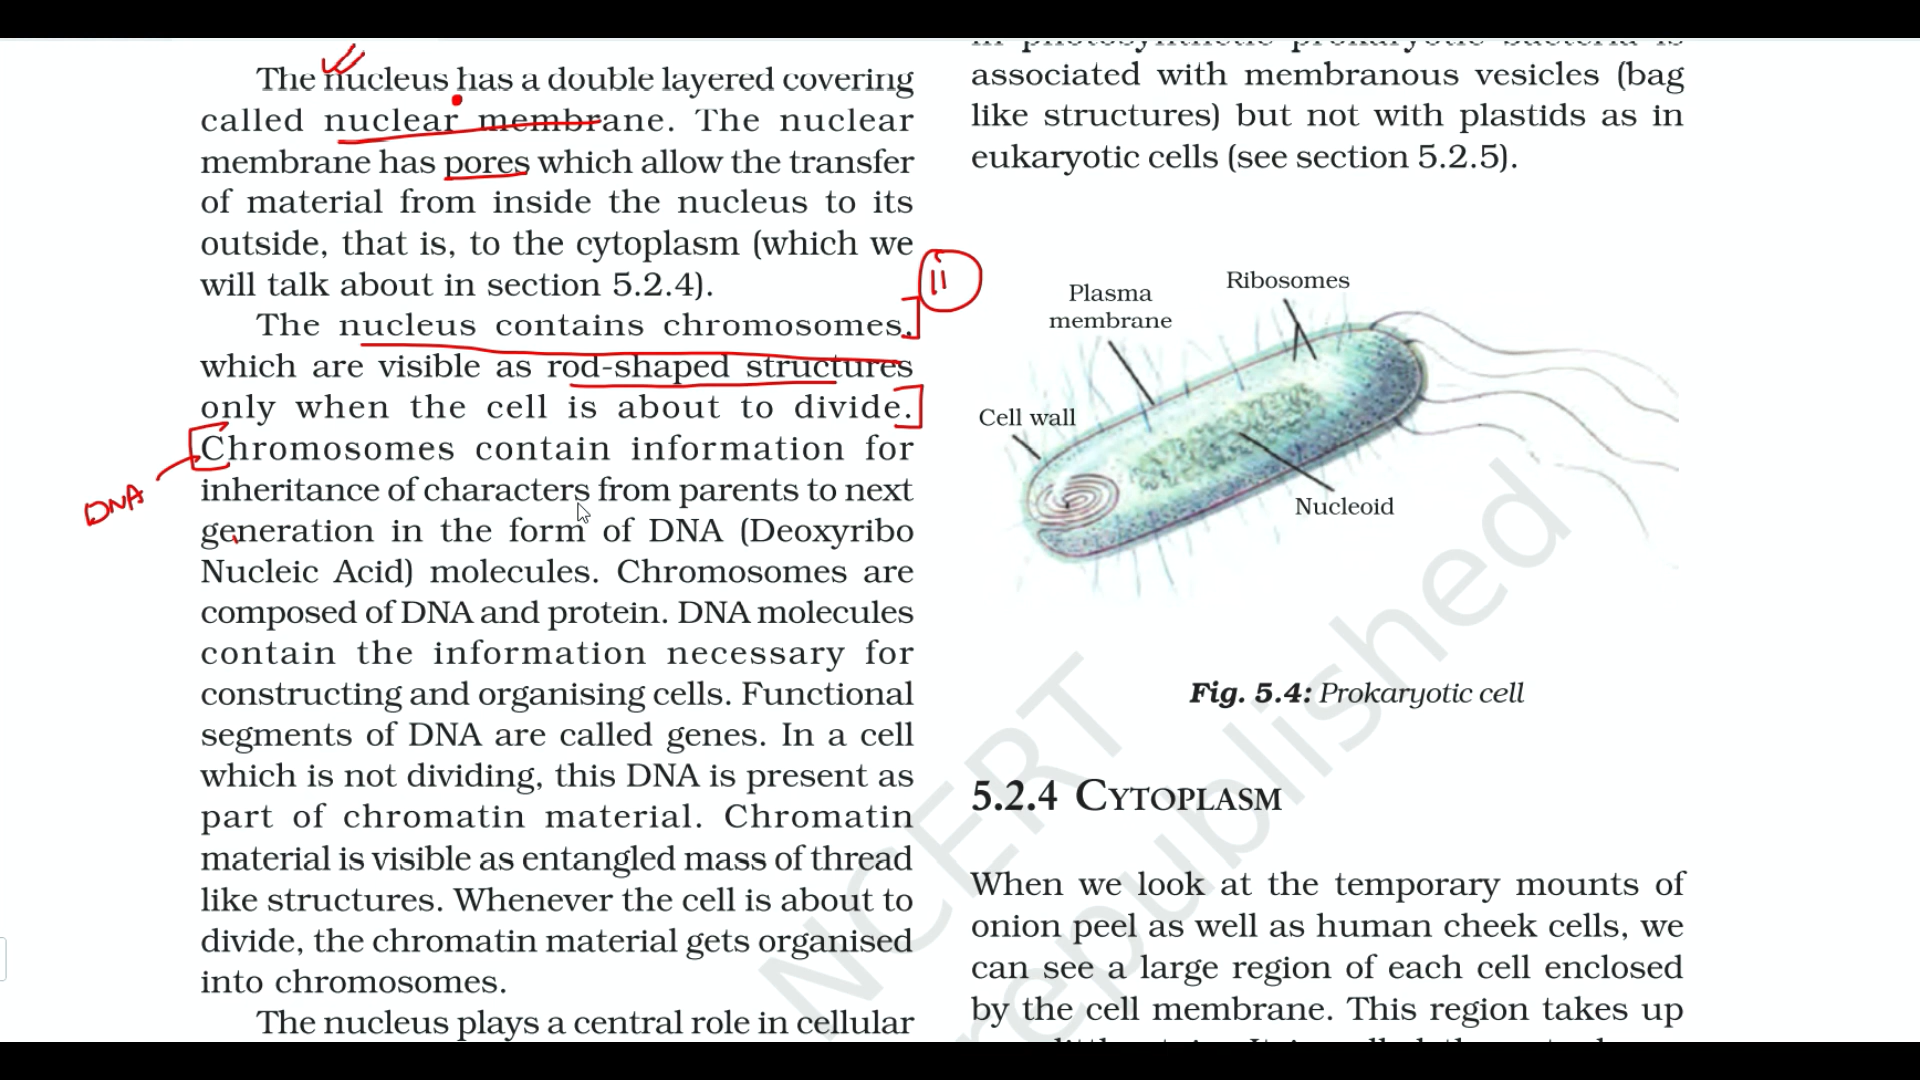 The nucleus has a double layered covering
called nuclear membrane. The nuclear
membrane has pores which allow the transfer
of material from inside the nucleus to its
outside, that is, to the cytoplasm (which we
will talk about in section 5.2.4).
11
The nucleus contains chromosomes,
which are visible as rod-shaped structures
only when the cell is about to divide.
Chromosomes contain information for
DNA
inheritance of characters from parents to next
generation in the form of DNA (Deoxyribo
Nucleic Acid) molecules. Chromosomes are
composed of DNA and protein. DNA molecules
contain the information necessary for
constructing and organising cells. Functional
segments of DNA are called genes. In a cell
which is not dividing, this DNA is present as
part of chromatin material. Chromatin
material is visible as entangled mass of thread
like structures. Whenever the cell is about to
divide, the chromatin material gets organised
into chromosomes.
The nucleus plays a central role in cellular
in photosynthetic prokaryotic bacteria is
associated with membranous vesicles (bag
like structures) but not with plastids as in
eukaryotic cells (see section 5.2.5).
Ribosomes
Plasma
membrane
Cell wall
Nucleoid
Fig. 5.4: Prokaryotic cell
5.2.4 CYTOPLASM
When we look at the temporary mounts of
onion peel as well as human cheek cells, we
can see a large region of each cell enclosed
by the cell membrane. This region takes up
NCERT
republished